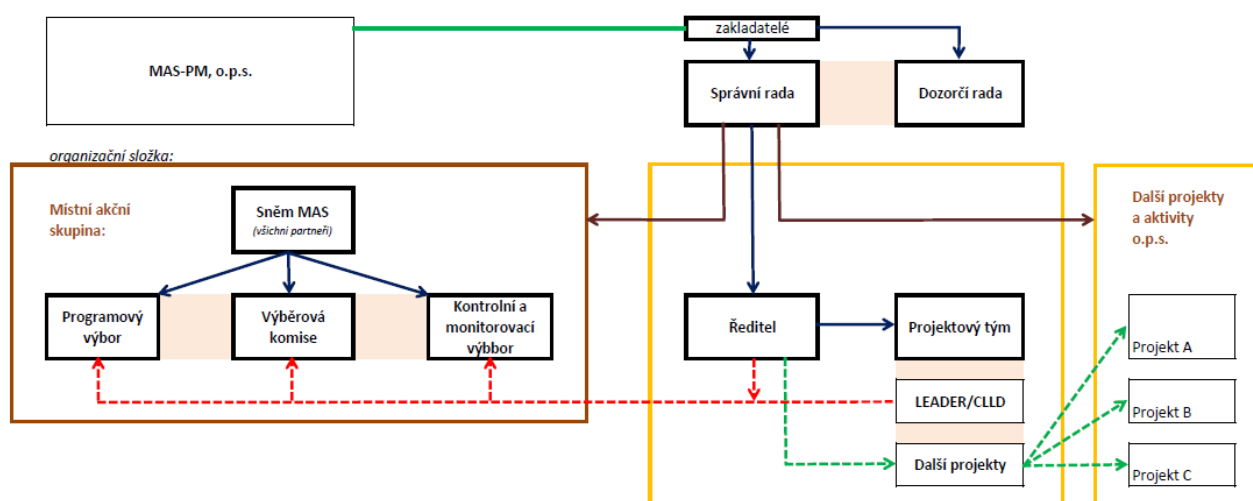 zakladatelé
MAS-PM, o.p.s.
Správní rada
Dozorčí rada
organizační složka:
Místní akční
skupina:
Sněm MAS
(všichni partneři)
Další projekty
a aktivity
o.p.s.
Programový
výbor
Výběrová
komise
Kontrolní a
monitorovací
výbbor
Ředitel
Projektový tým
Projekt A
LEADER/CLLD
Projekt B
Další projekty
Projekt C